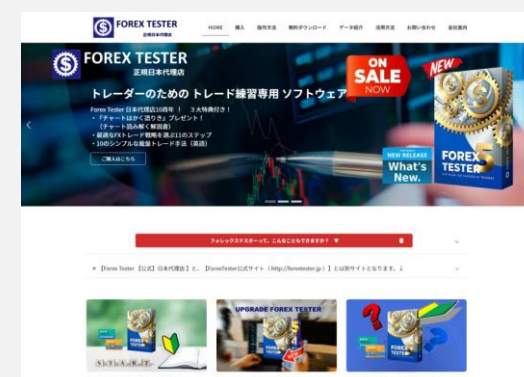 FOREX TESTER
正規日本代理店
HOME 購入 操作方法 無料ダウンロード データ紹介 活用方法 お問い合わせ 会社案内
FOREX TESTER
正規日本代理店
ON
SALE
NOW
NEW
トレーダーのための トレード練習専用 ソフトウェア
Forex Tester 日本代理店10周年 ! 3大特典付き!
・『チャートはかく語りき』プレゼント!
(チャート読み解く解説書)
・最適なFXトレード戦略を選ぶ11のステップ
・10のシンプルな裁量トレード手法(英語)
ご購入はこちら
NEW RELEASE
What's
New.
FOREX
TESTER
5
フォレックステスターって、こんなこともできますか? ▼
+ 【Forex Tester【公式】日本代理店】と、【ForexTester公式サイト(http://forextester.jp)】とは別サイトとなります。↓
START
UPGRADE FOREX TESTER